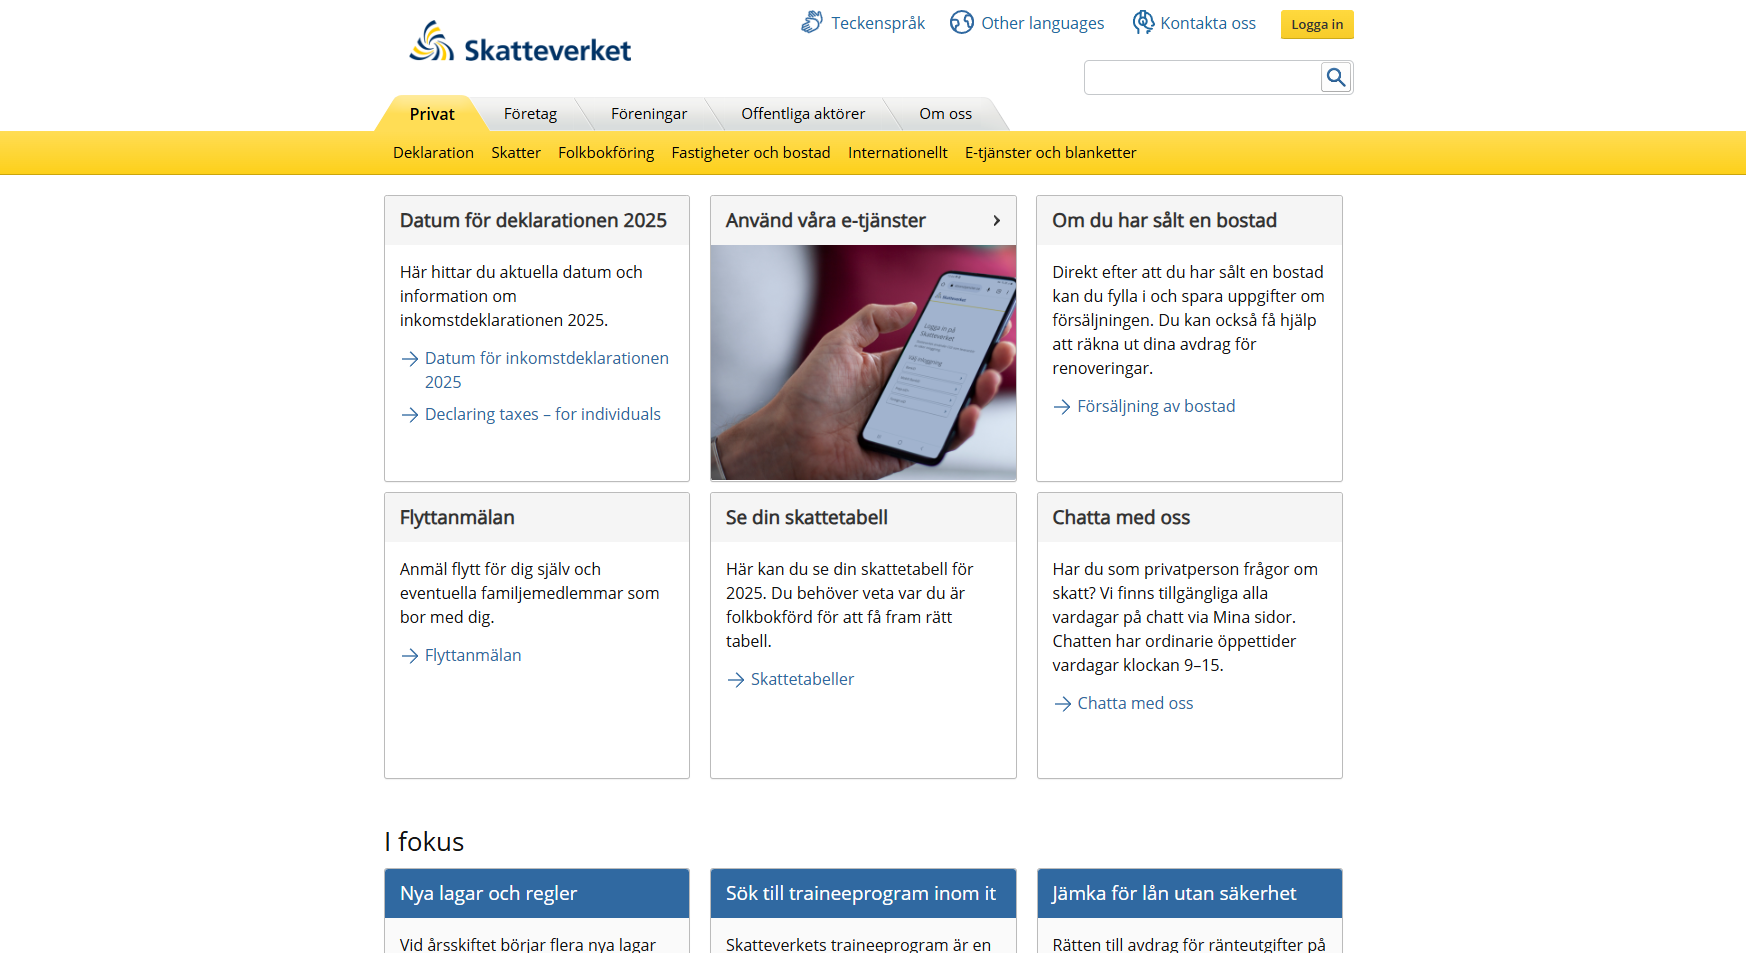 Skatteverket
Teckenspråk
Other languages
Kontakta oss
Logga in
Privat
Företag
Föreningar
Offentliga aktörer
Om oss
Deklaration
Skatter
Folkbokföring
Fastigheter och bostad
Internationellt
E-tjänster och blanketter
Datum för deklarationen 2025
Här hittar du aktuella datum och
information om
inkomstdeklarationen 2025.
Datum för inkomstdeklarationen
2025
Declaring taxes – for individuals
Använd våra e-tjänster
Skatteverket
Logga in på
Skatteverket
Välj inloggning
Om du har sålt en bostad
Direkt efter att du har sålt en bostad
kan du fylla i och spara uppgifter om
försäljningen. Du kan också få hjälp
att räkna ut dina avdrag för
renoveringar.
Försäljning av bostad
Flyttanmälan
Anmäl flytt för dig själv och
eventuella familjemedlemmar som
bor med dig.
Flyttanmälan
Se din skattetabell
Här kan du se din skattetabell för
2025. Du behöver veta var du är
folkbokförd för att få fram rätt
tabell.
Skattetabeller
Chatta med oss
Har du som privatperson frågor om
skatt? Vi finns tillgängliga alla
vardagar på chatt via Mina sidor.
Chatten har ordinarie öppettider
vardagar klockan 9–15.
Chatta med oss
I fokus
Nya lagar och regler
Vid årsskiftet börjar flera nya lagar
Sök till traineeprogram inom it
Skatteverkets traineeprogram är en
Jämka för lån utan säkerhet
Rätten till avdrag för ränteutgifter på